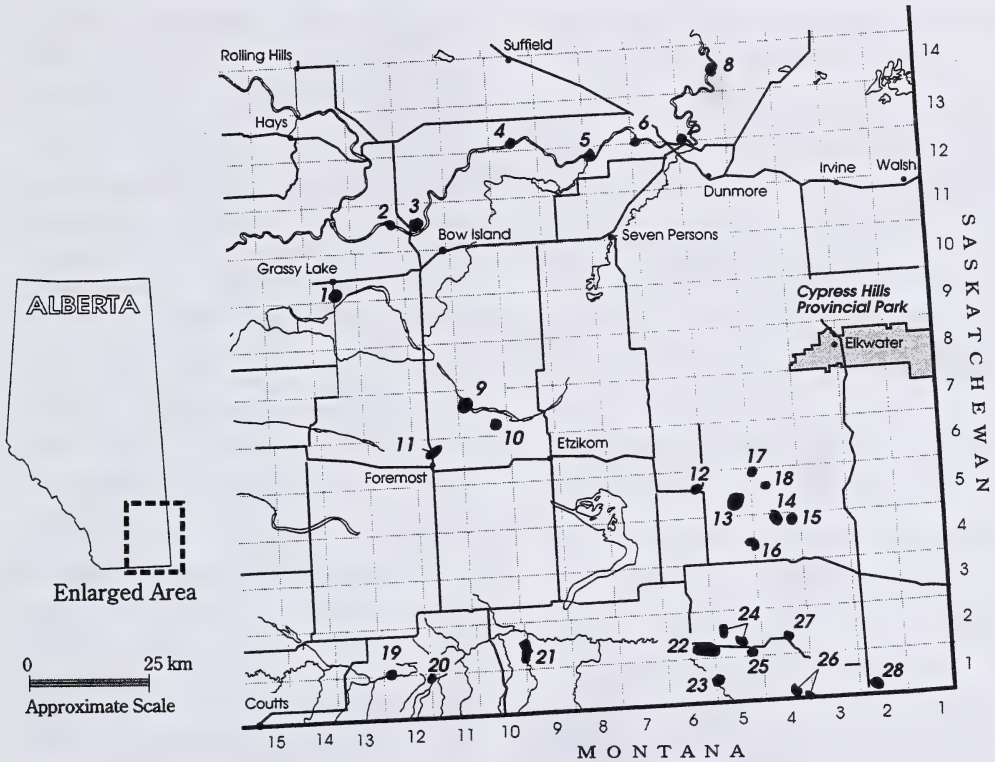 Rolling Hills
Suffield
14
8
13
Hays
4
5
6
7
12
Dunmore
Irvine
Walsh
11
2
3
Bow Island
Seven Persons
10
Grassy Lake
1
9
SASKATCHEWAN
ALBERTA
Cypress Hills
Provincial Park
Elkwater
8
7
9
10
6
11
Etzikom
Foremost
17
12
18
5
13
14
15
4
16
3
Enlarged Area
2
24
27
22
25
26
1
0 25 km
Approximate Scale
19
20
21
23
28
Coutts
15 14 13 12 11 10 9 8 7 6 5 4 3 2 1
MONTANA